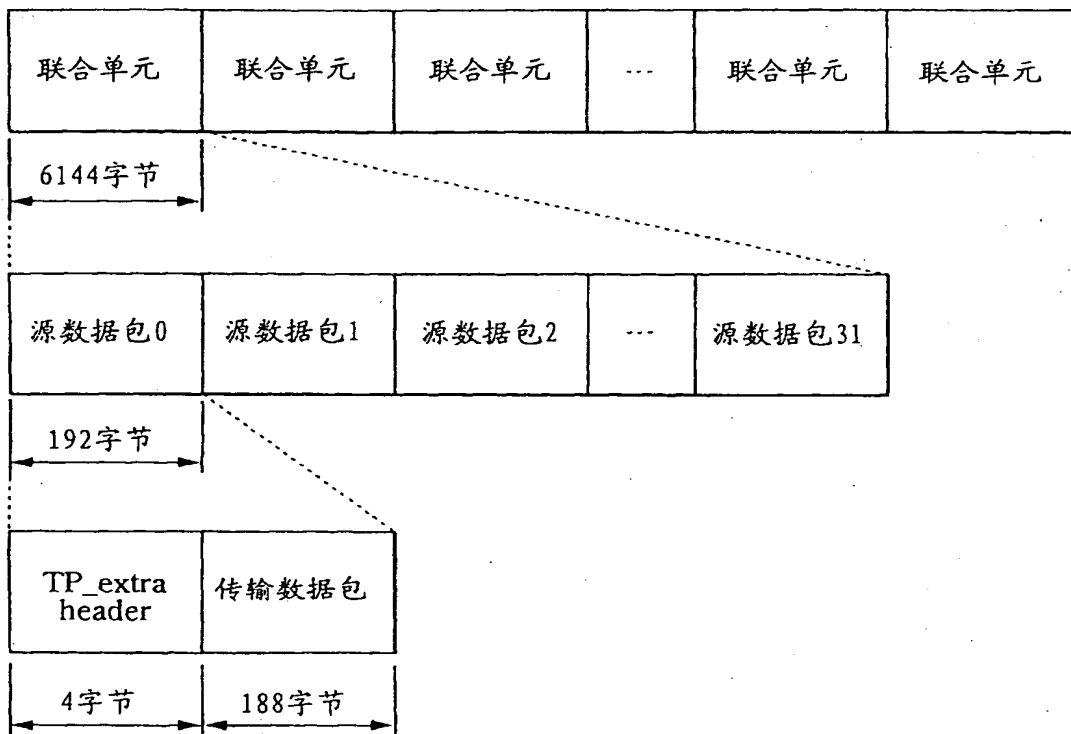 联合单元 联合单元 联合单元 --- 联合单元 联合单元
6144字节
源数据包0 源数据包1 源数据包2 --- 源数据包31
192字节
TP_extra header 传输数据包
4字节 188字节